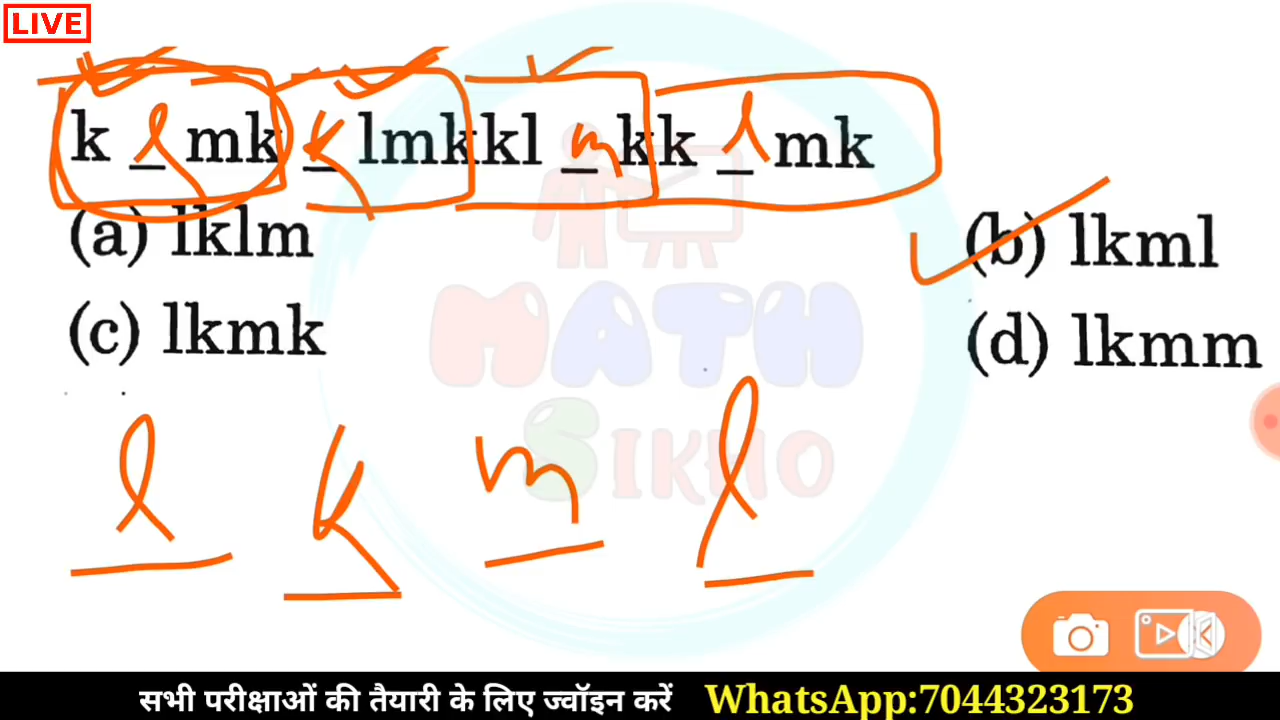 LIVE
k l mk k lmkkl m kk l mk
(a) lklm (b) lkml
(c) lkmk (d) lkmm
MATH
SIKHO
l k m l
सभी परीक्षाओं की तैयारी के लिए ज्वॉइन करें WhatsApp:7044323173